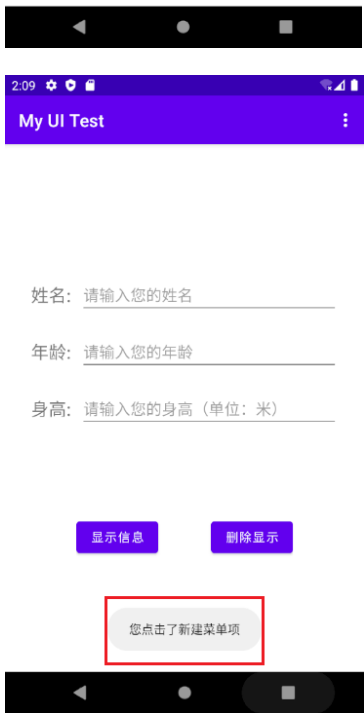 2:09
My UI Test
姓名: 请输入您的姓名
年龄: 请输入您的年龄
身高: 请输入您的身高（单位：米）
显示信息 删除显示
您点击了新建菜单项